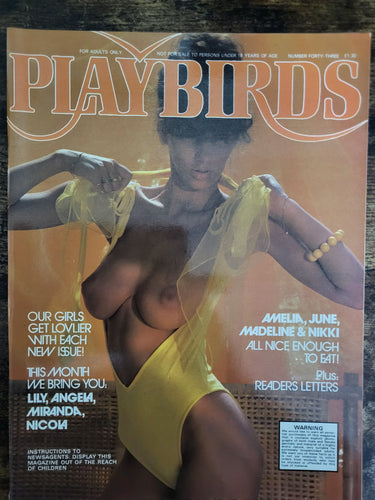 FOR ADULTS ONLY. NOT FOR SALE TO PERSONS UNDER 18 YEARS OF AGE NUMBER FORTY-THREE £1.30
PLAYBIRDS
OUR GIRLS
GET LOVLIER
WITH EACH
NEW ISSUE!
THIS MONTH
WE BRING YOU:
LILY, ANGELA,
MIRANDA,
NICOLA
AMELIA, JUNE,
MADELINE & NIKKI
ALL NICE ENOUGH
...TO EAT!
Plus:
READERS LETTERS
INSTRUCTIONS TO
NEWSAGENTS: DISPLAY THIS
MAGAZINE OUT OF THE REACH
OF CHILDREN
WARNING